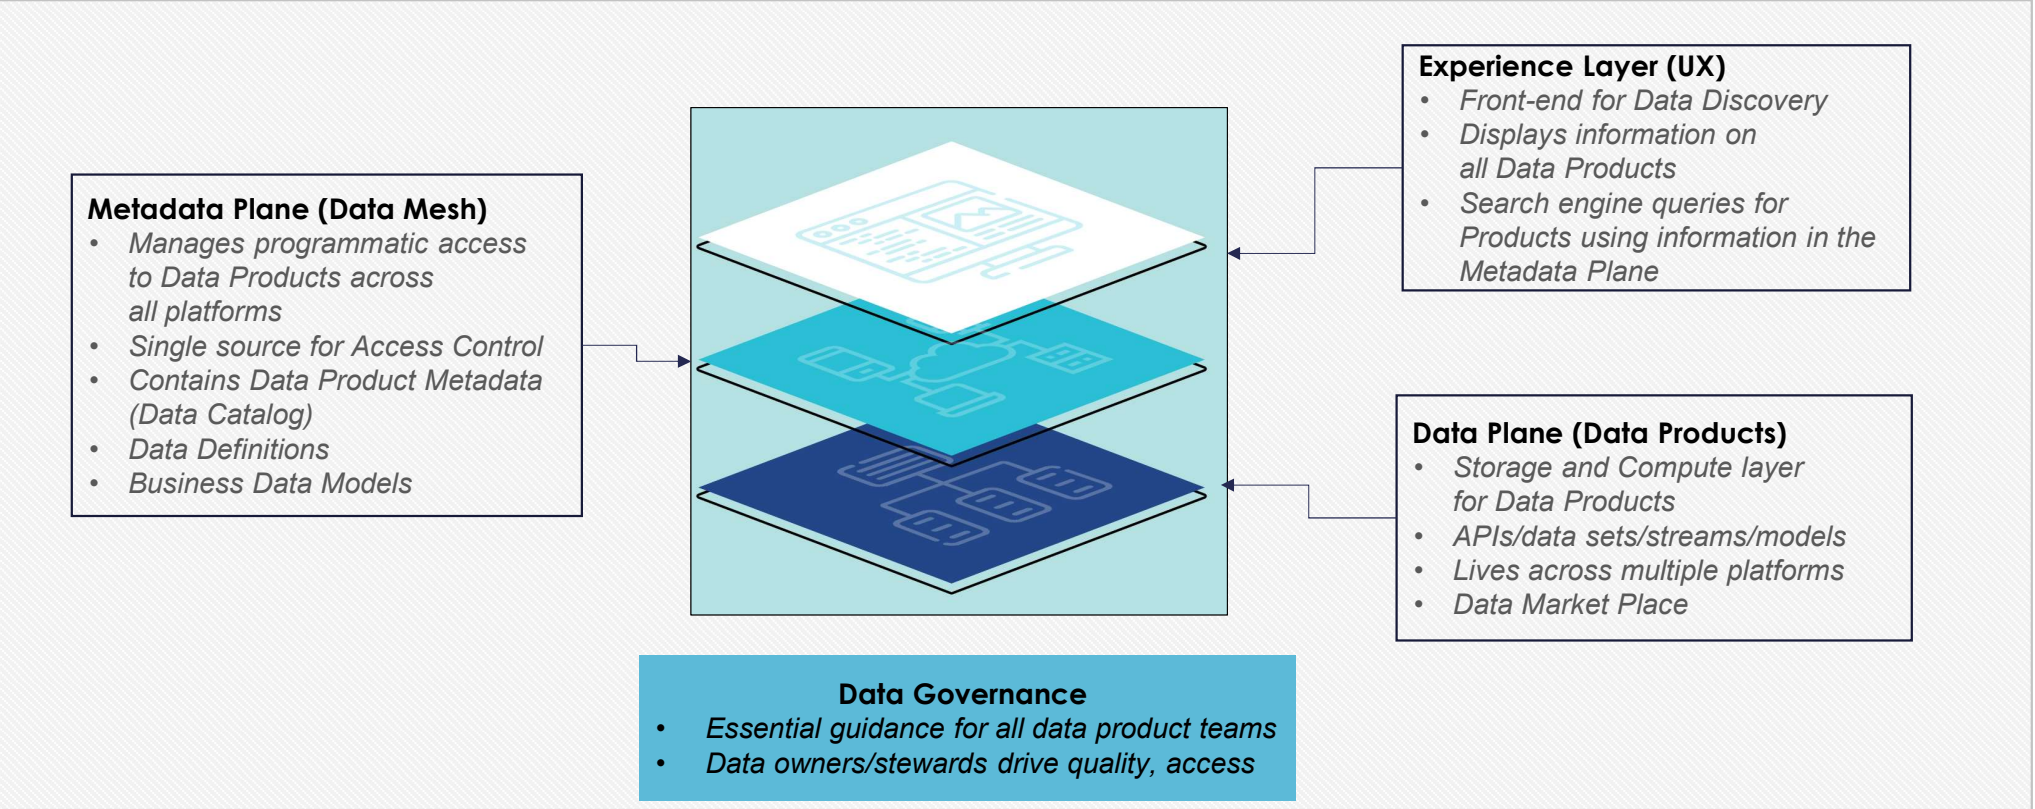 Metadata Plane (Data Mesh)
• Manages programmatic access
to Data Products across
all platforms
• Single source for Access Control
• Contains Data Product Metadata
(Data Catalog)
• Data Definitions
• Business Data Models
Experience Layer (UX)
• Front-end for Data Discovery
• Displays information on
all Data Products
• Search engine queries for
Products using information in the
Metadata Plane
Data Plane (Data Products)
• Storage and Compute layer
for Data Products
• APIs/data sets/streams/models
• Lives across multiple platforms
• Data Market Place
Data Governance
• Essential guidance for all data product teams
• Data owners/stewards drive quality, access